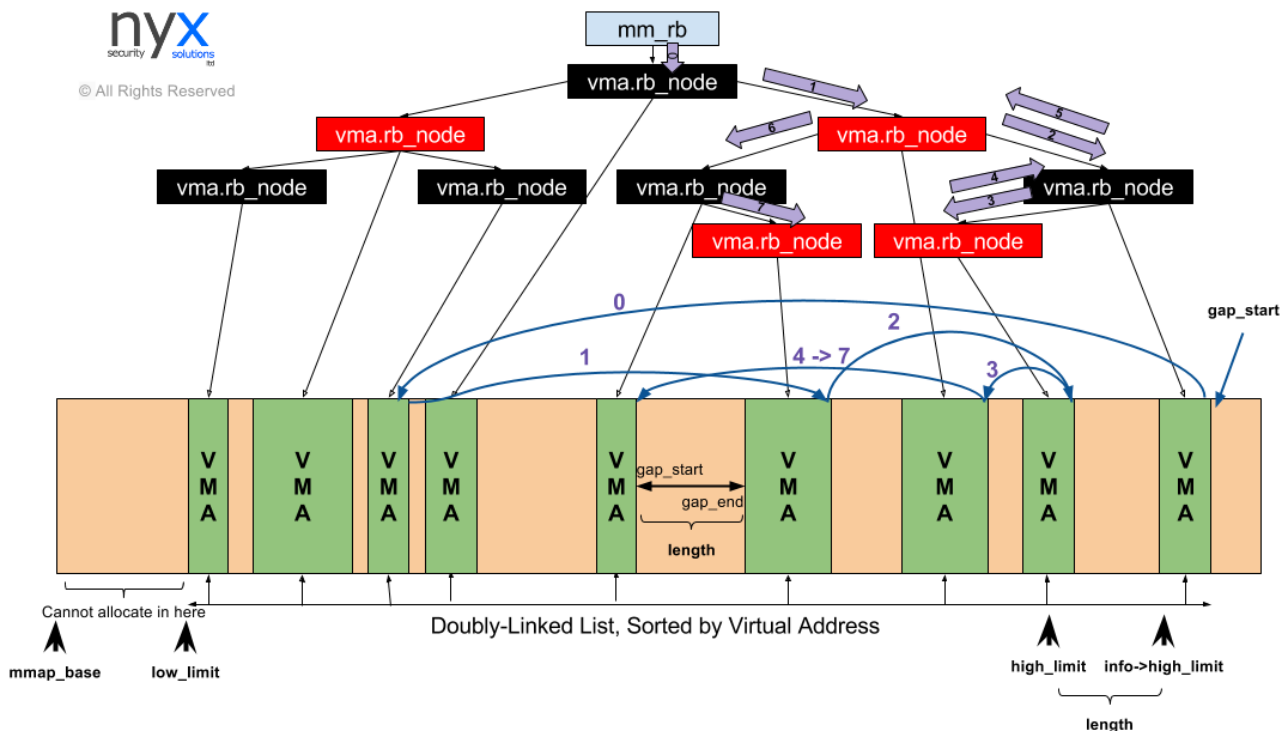 nyx
security solutions
ltd
© All Rights Reserved
mm_rb
vma.rb_node
1
5
6
2
vma.rb_node
vma.rb_node
4
3
7
vma.rb_node
vma.rb_node
vma.rb_node
vma.rb_node
vma.rb_node
vma.rb_node
0
gap_start
1
4 -> 7
2
3
V V V V V V V V V
M M M M M M M M M
A A A A A A A A A
gap_start
gap_end
length
Cannot allocate in here
Doubly-Linked List, Sorted by Virtual Address
mmap_base
low_limit
high_limit
info->high_limit
length